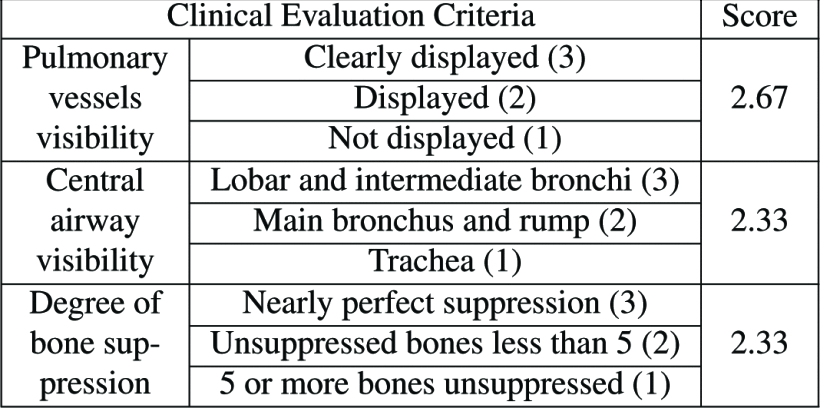 Clinical Evaluation Criteria Score
Pulmonary vessels visibility
Clearly displayed (3)
Displayed (2)
Not displayed (1)
2.67
Central airway visibility
Lobar and intermediate bronchi (3)
Main bronchus and rump (2)
Trachea (1)
2.33
Degree of bone sup-pression
Nearly perfect suppression (3)
Unsuppressed bones less than 5 (2)
5 or more bones unsuppressed (1)
2.33